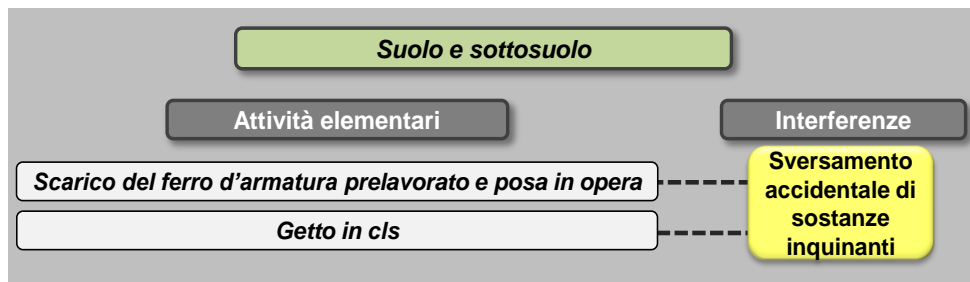 Suolo e sottosuolo
Attività elementari
Interferenze
Scarico del ferro d'armatura prelavorato e posa in opera
Getto in cls
Sversamento
accidentale di
sostanze
inquinanti